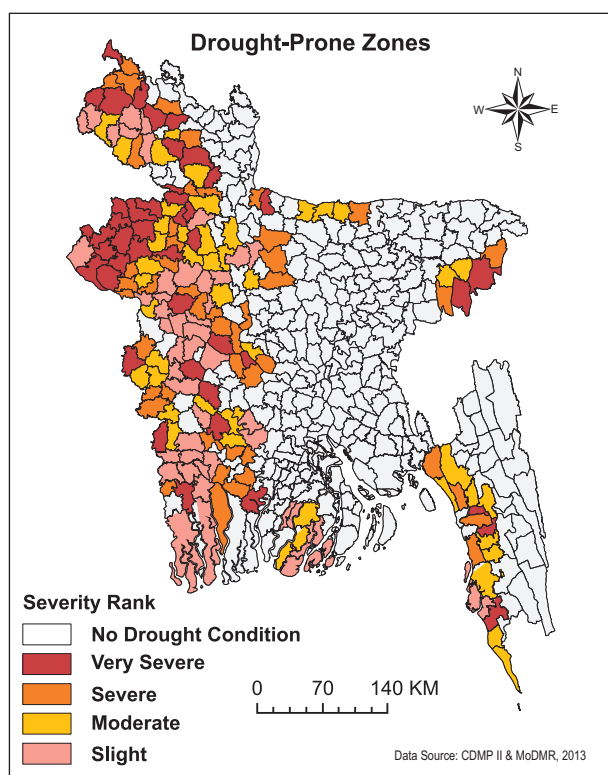 Drought-Prone Zones
N
W E
S
Severity Rank
No Drought Condition
Very Severe
Severe
Moderate
Slight
0 70 140 KM
Data Source: CDMP II & MoDMR, 2013